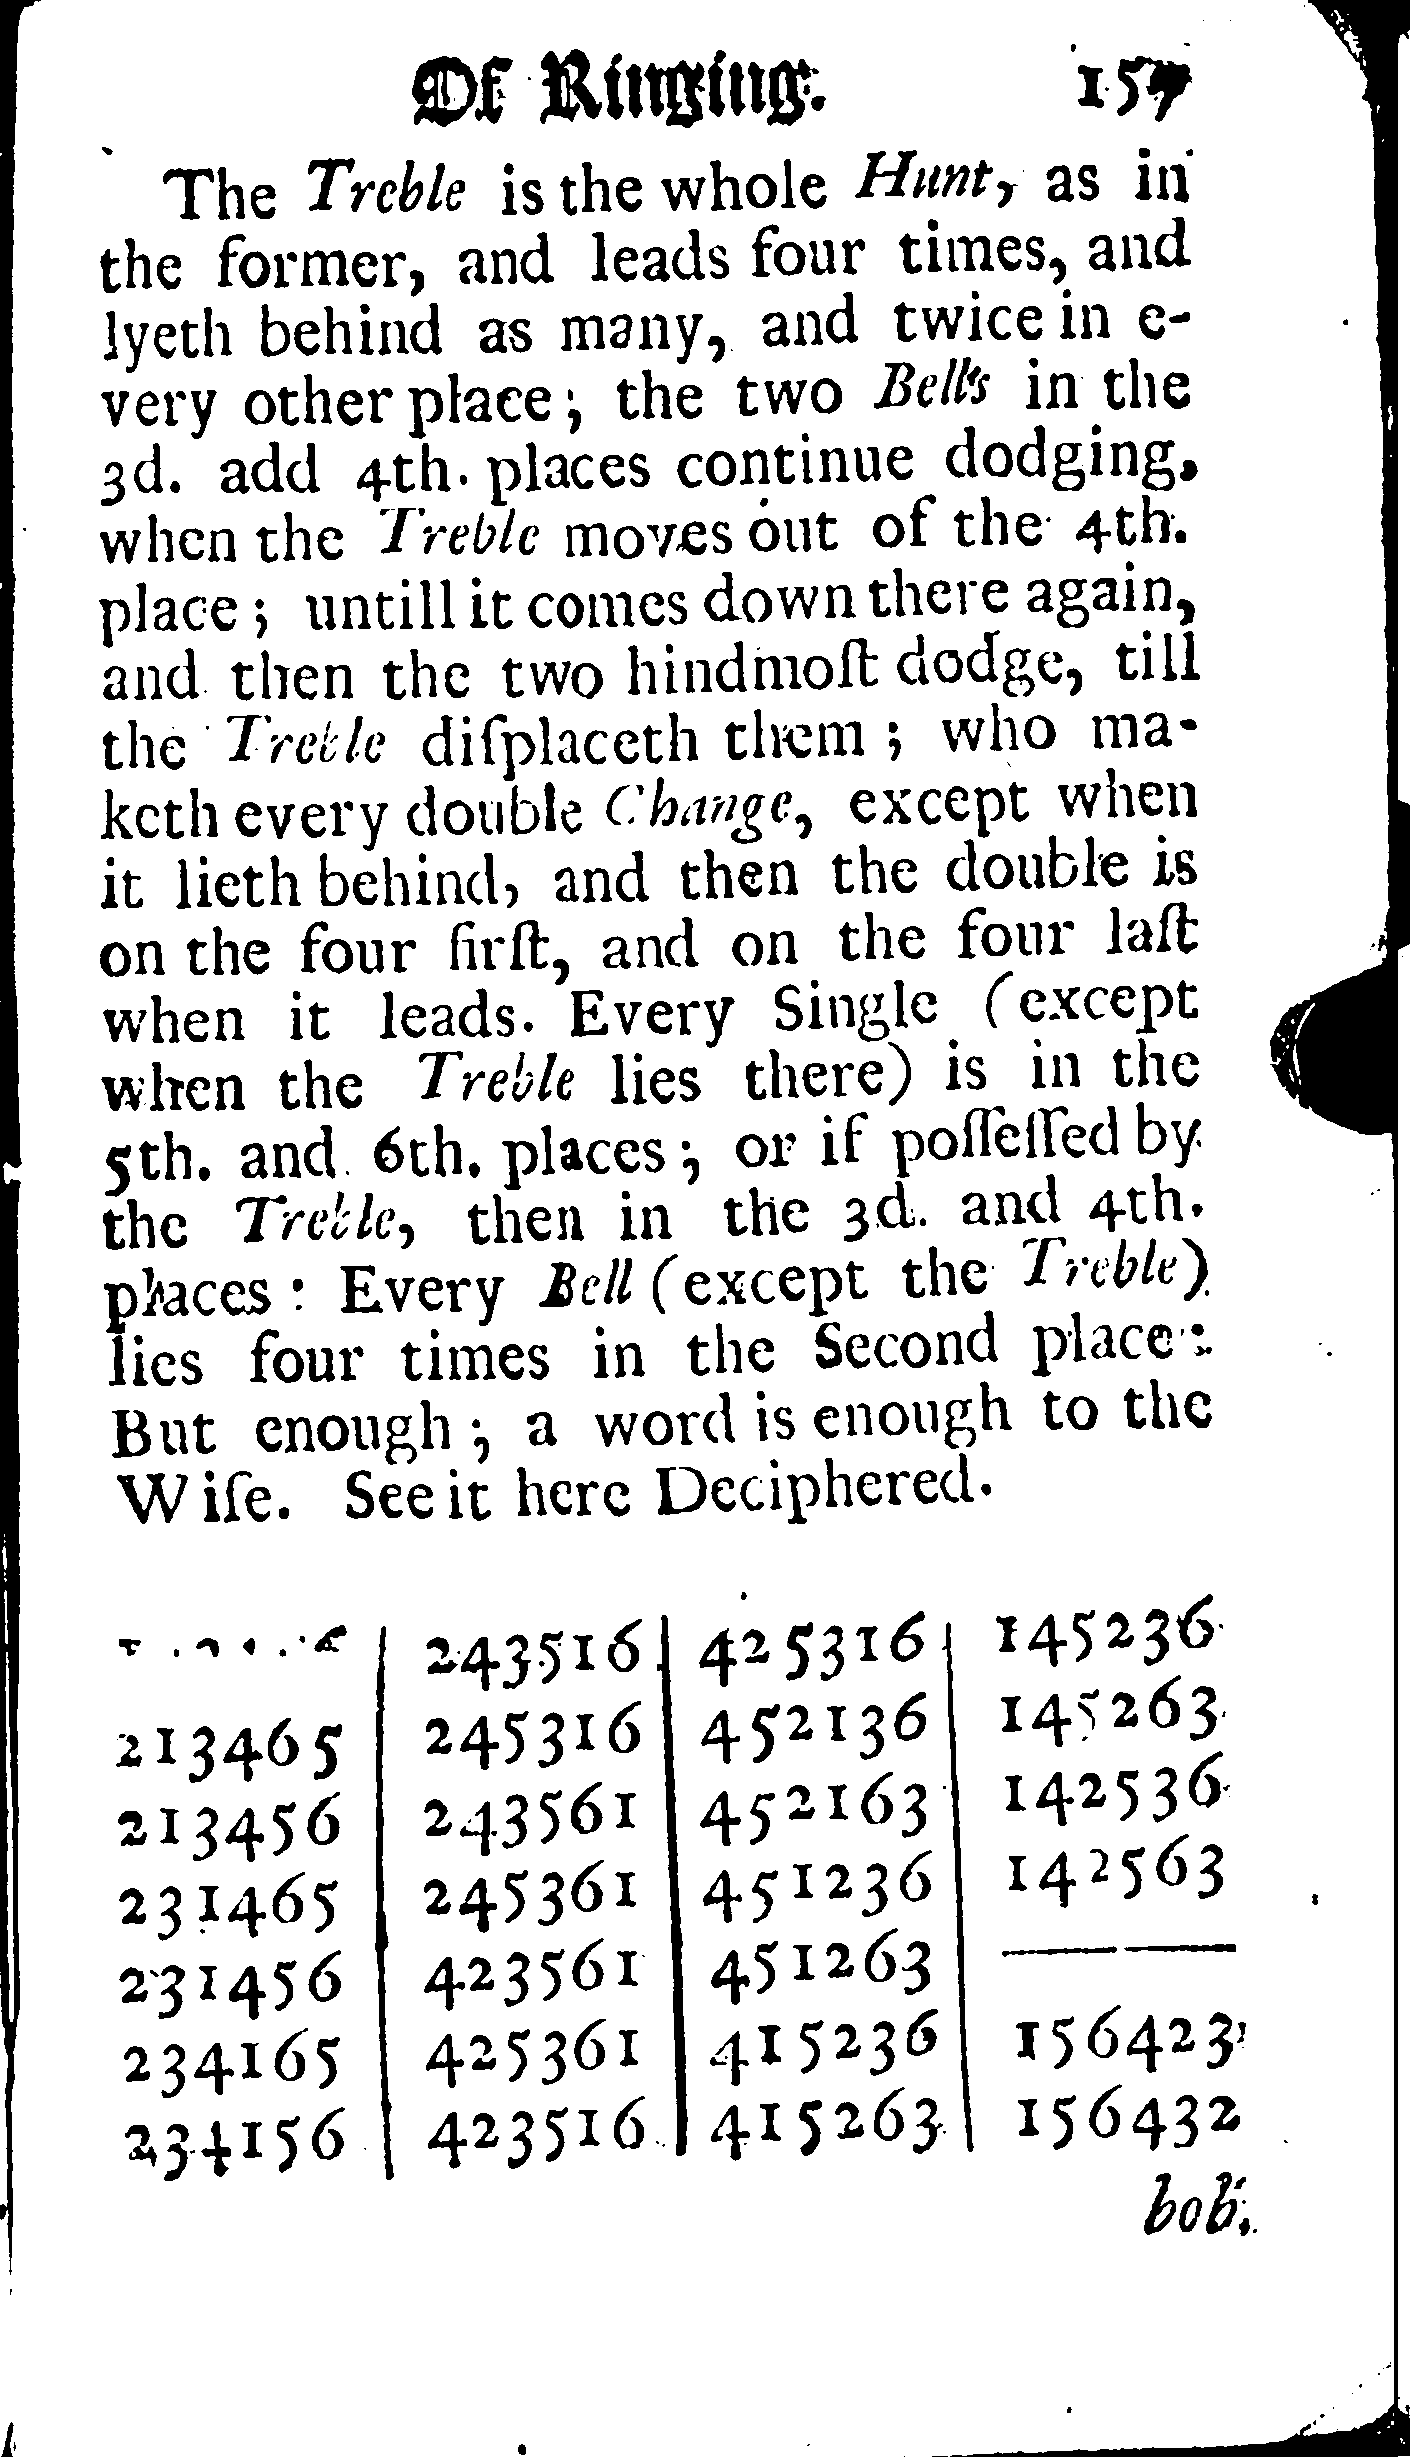 Of Ringing. 157
The Treble is the whole Hunt, as in
the former, and leads four times, and
lyeth behind as many, and twice in e-
very other place; the two Bells in the
3d. add 4th. places continue dodging,
when the Treble moves out of the 4th.
place; untill it comes down there again,
and then the two hindmoſt dodge, till
the Treble diſplaceth them; who ma-
keth every double Change, except when
it lieth behind, and then the double is
on the four firſt, and on the four laſt
when it leads. Every Single (except
when the Treble lies there) is in the
5th. and 6th. places; or if poſſeſſed by
the Treble, then in the 3d. and 4th.
places: Every Bell (except the Treble)
lies four times in the Second place:
But enough; a word is enough to the
Wiſe. See it here Deciphered.
243516 425316 145236
213465 245316 452136 145263
213456 243561 452163 142536
231465 245361 451236 142563
231456 423561 451263
234165 425361 415236 156423
234156 423516 415263 156432
bob.